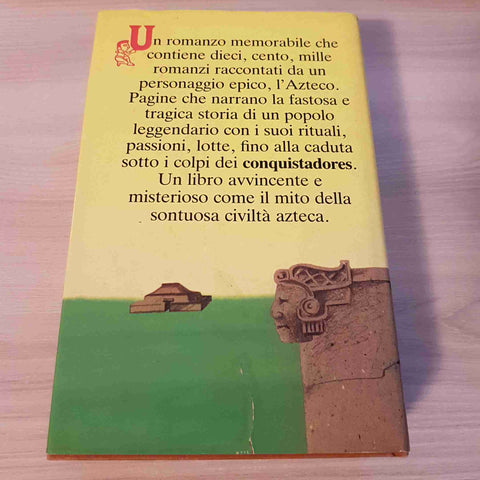 Un romanzo memorabile che
contiene dieci, cento, mille
romanzi raccontati da un
personaggio epico, l'Azteco.
Pagine che narrano la fastosa e
tragica storia di un popolo
leggendario con i suoi rituali,
passioni, lotte, fino alla caduta
sotto i colpi dei conquistadores.
Un libro avvincente e
misterioso come il mito della
sontuosa civiltà azteca.